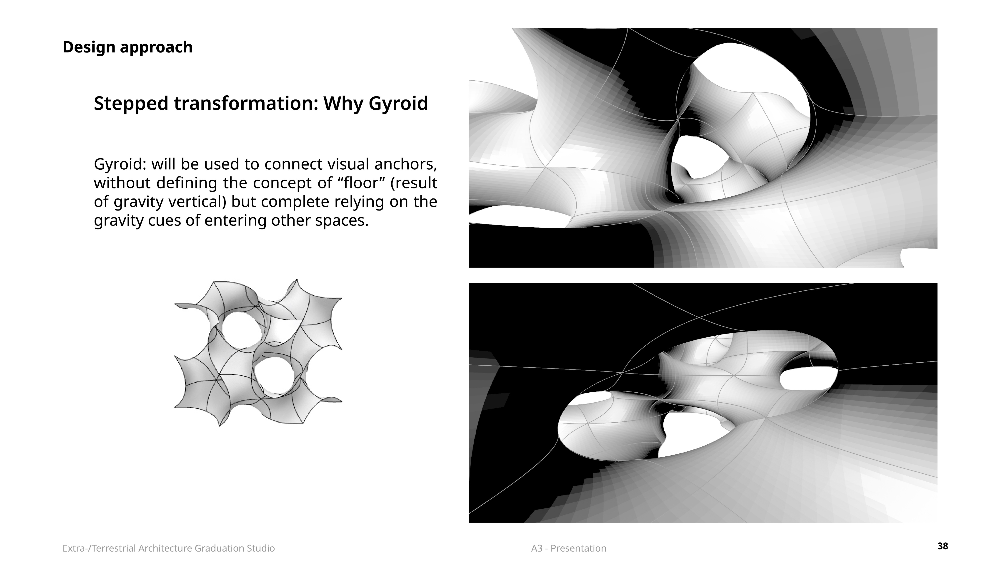 Design approach
Stepped transformation: Why Gyroid
Gyroid: will be used to connect visual anchors,
without defining the concept of “floor” (result
of gravity vertical) but complete relying on the
gravity cues of entering other spaces.
Extra-/Terrestrial Architecture Graduation Studio
A3 - Presentation
38